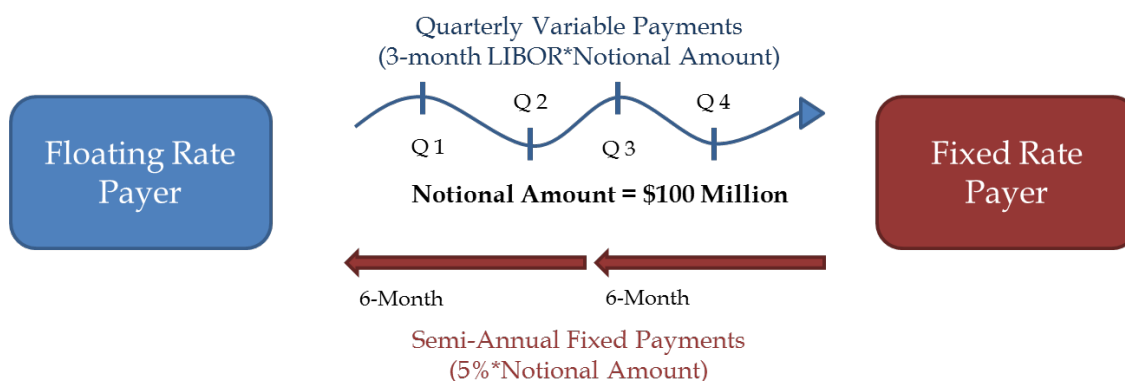 Quarterly Variable Payments
(3-month LIBOR*Notional Amount)
Q 2
Q 4
Q 1
Q 3
Floating Rate
Payer
Fixed Rate
Payer
Notional Amount = $100 Million
6-Month
6-Month
Semi-Annual Fixed Payments
(5%*Notional Amount)